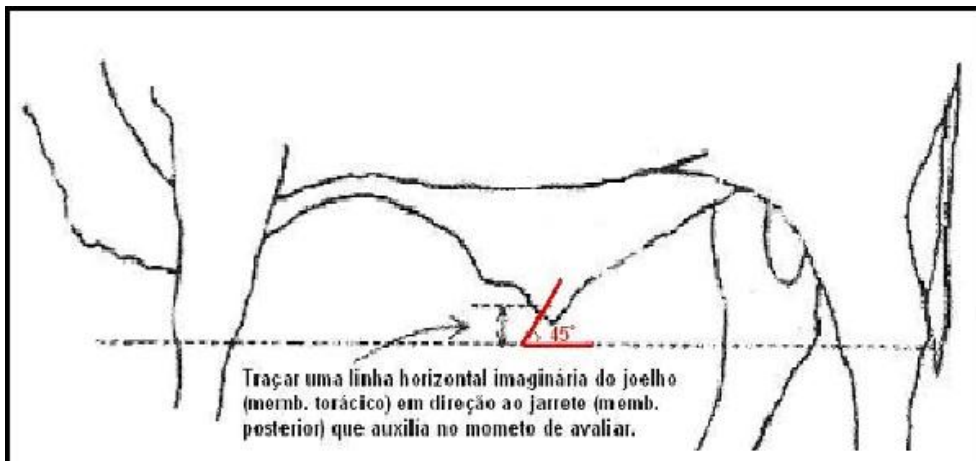 45°
Traçar uma linha horizontal imaginária do joelho
(memb. torácico) em direção ao jarrete (memb.
posterior) que auxilia no mometo de avaliar.